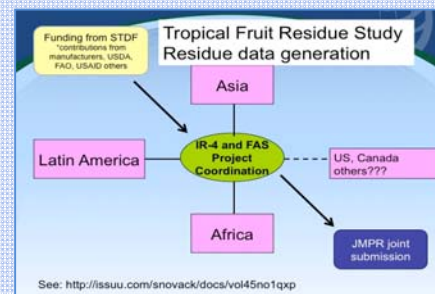 Tropical Fruit Residue Study
Residue data generation
Funding from STDF
*contributions from
manufacturers, USDA,
FAO, USAID others
Asia
Latin America
IR-4 and FAS
Project
Coordination
US, Canada
others???
Africa
JMPR joint
submission
See: http://issuu.com/snovack/docs/vol45no1qxp